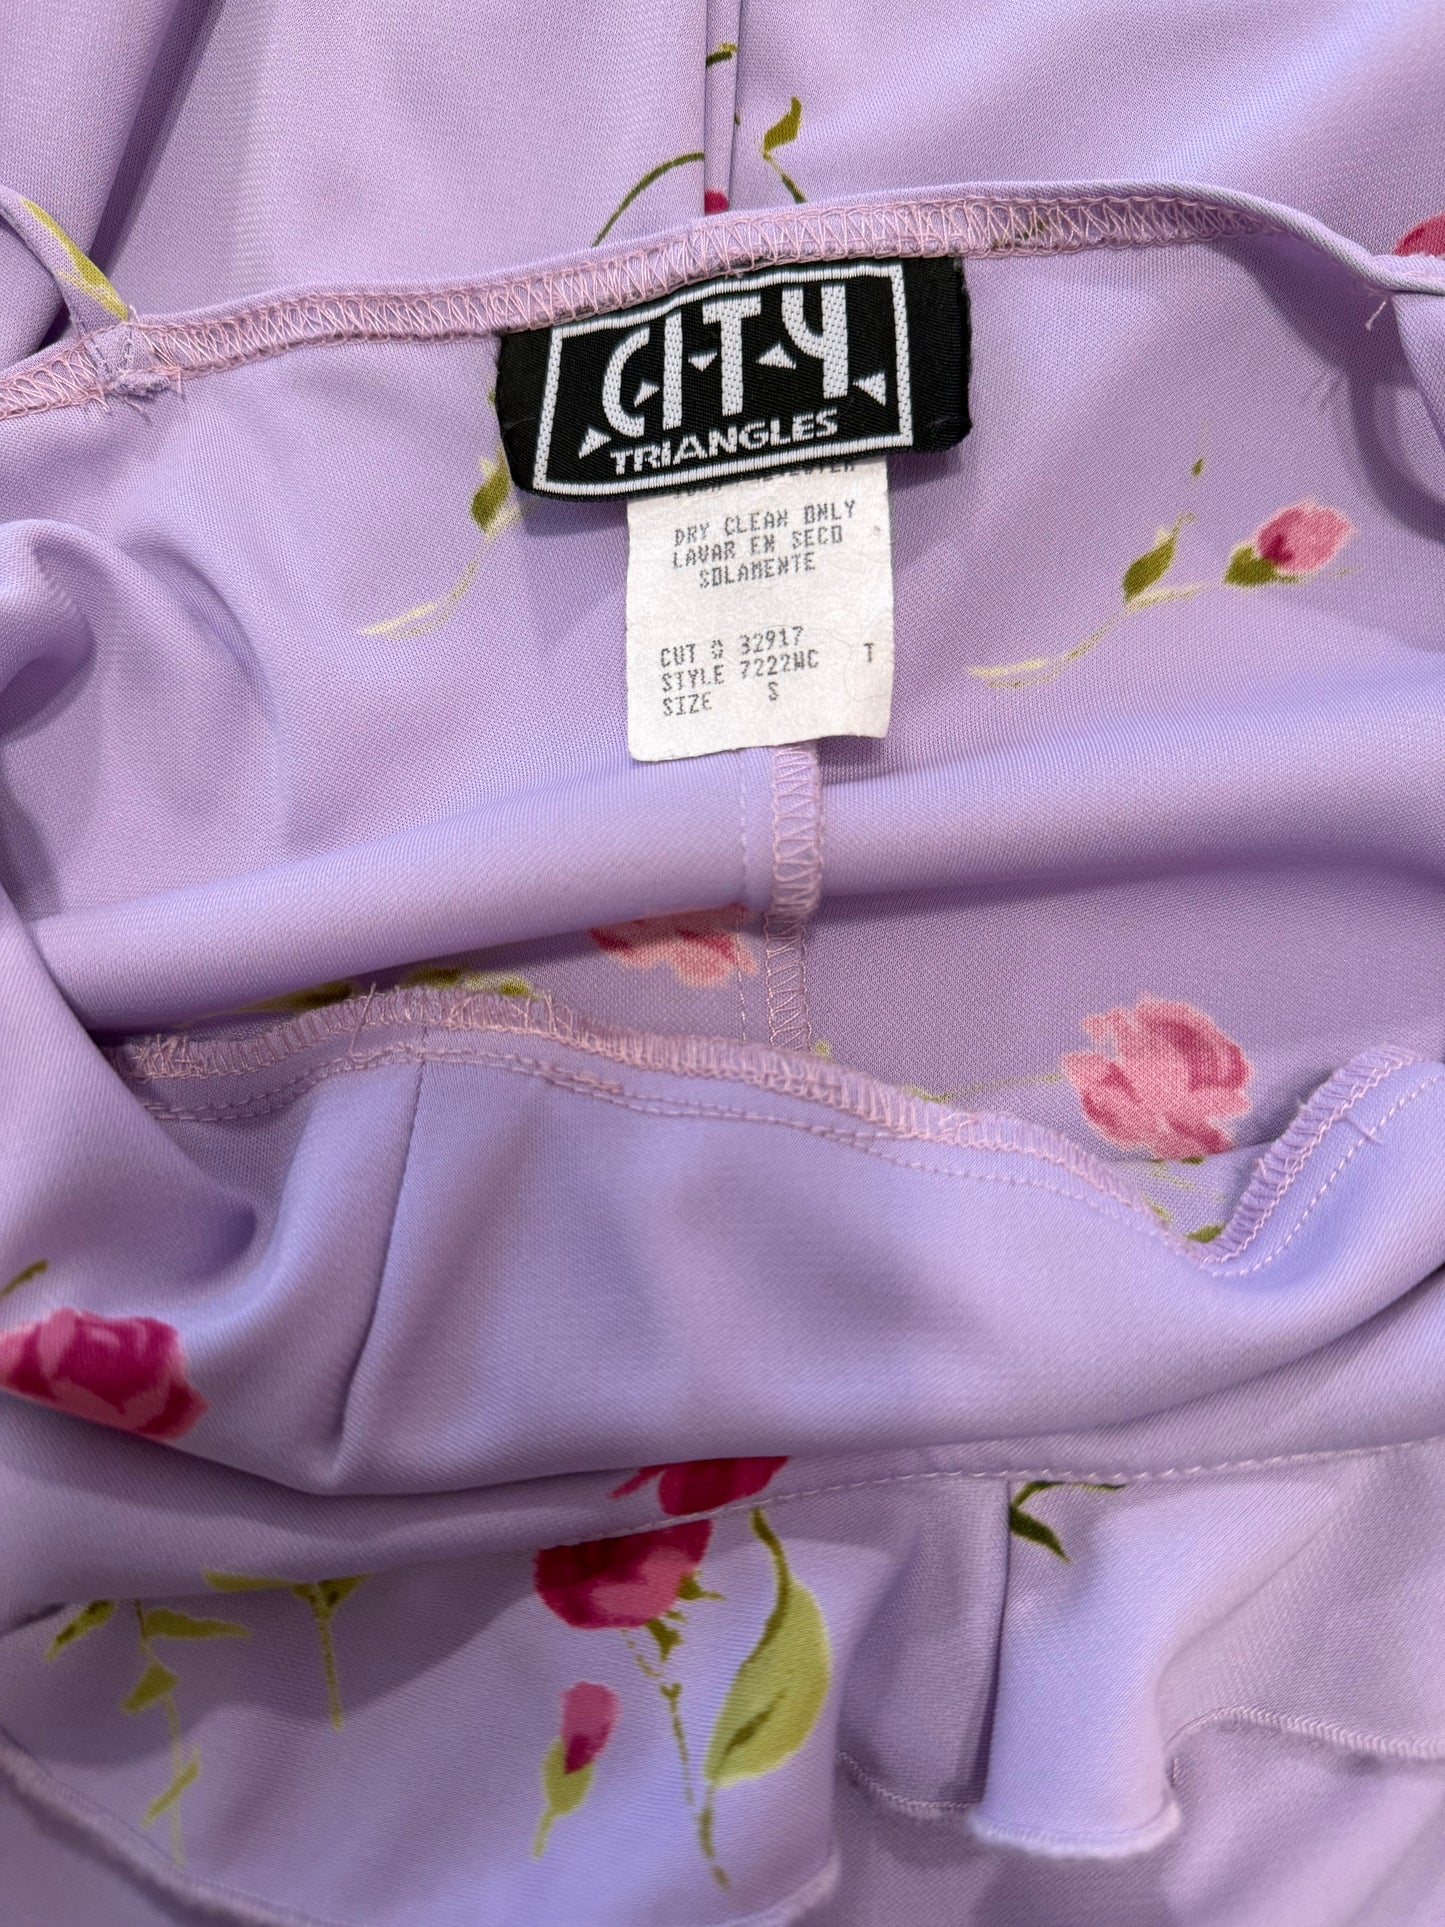 CITY
TRIANGLES
DRY CLEAN ONLY
LAVAR EN SECO
SOLAMENTE
CUT # 32917
STYLE 7222WC T
SIZE S